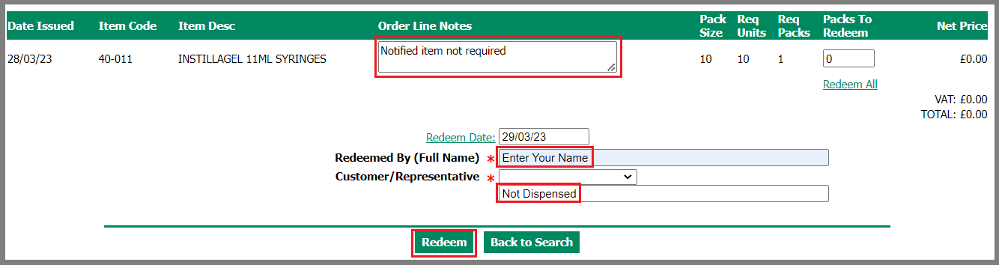 Date Issued Item Code Item Desc Order Line Notes Pack Size Req Units Req Packs Packs To Redeem Net Price
28/03/23 40-011 INSTILLAGEL 11ML SYRINGES Notified item not required 10 10 1 0 £0.00
Redeem All
VAT: £0.00
TOTAL: £0.00
Redeem Date: 29/03/23
Redeemed By (Full Name) * Enter Your Name
Customer/Representative *
Not Dispensed
Redeem Back to Search